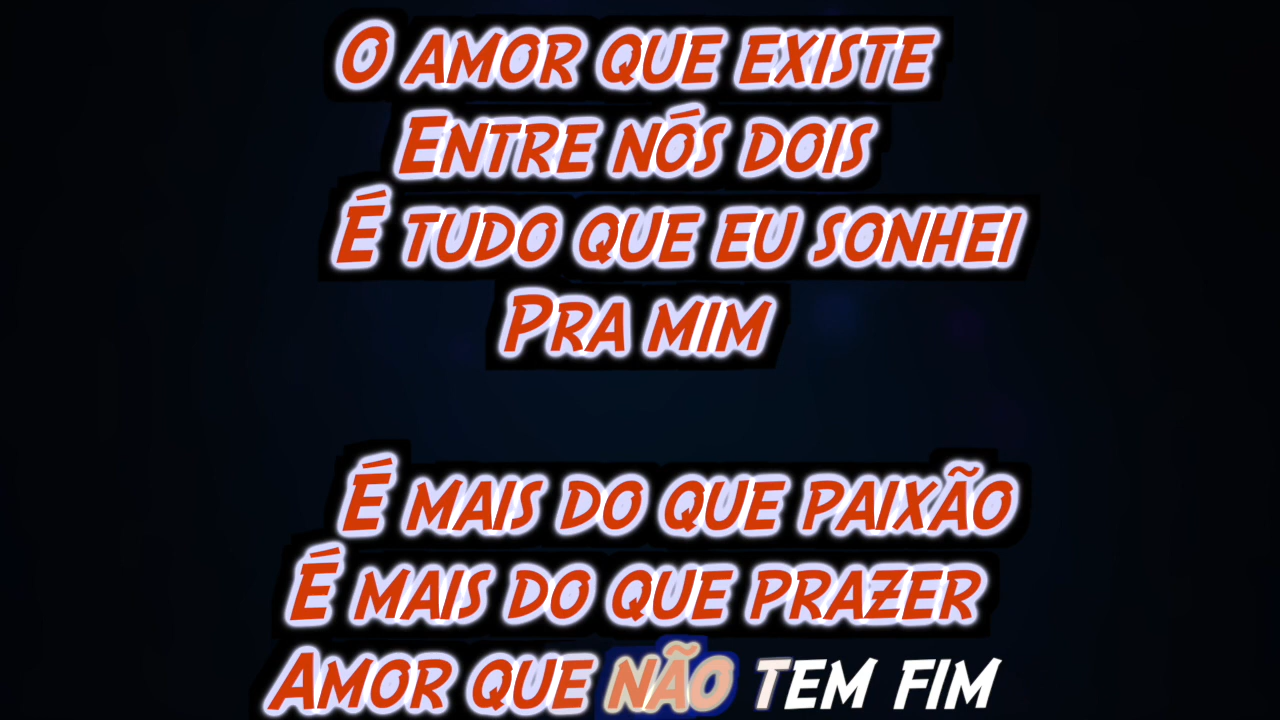 O amor que existe
Entre nós dois
É tudo que eu sonhei
Pra mim
É mais do que paixão
É mais do que prazer
Amor que não tem fim